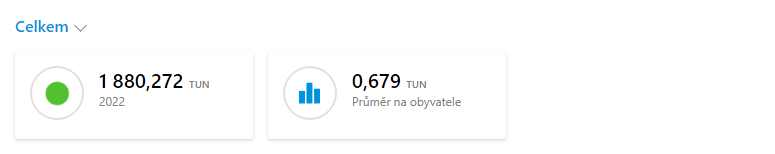 Celkem
1 880,272 TUN
2022
0,679 TUN
Průměr na obyvatele